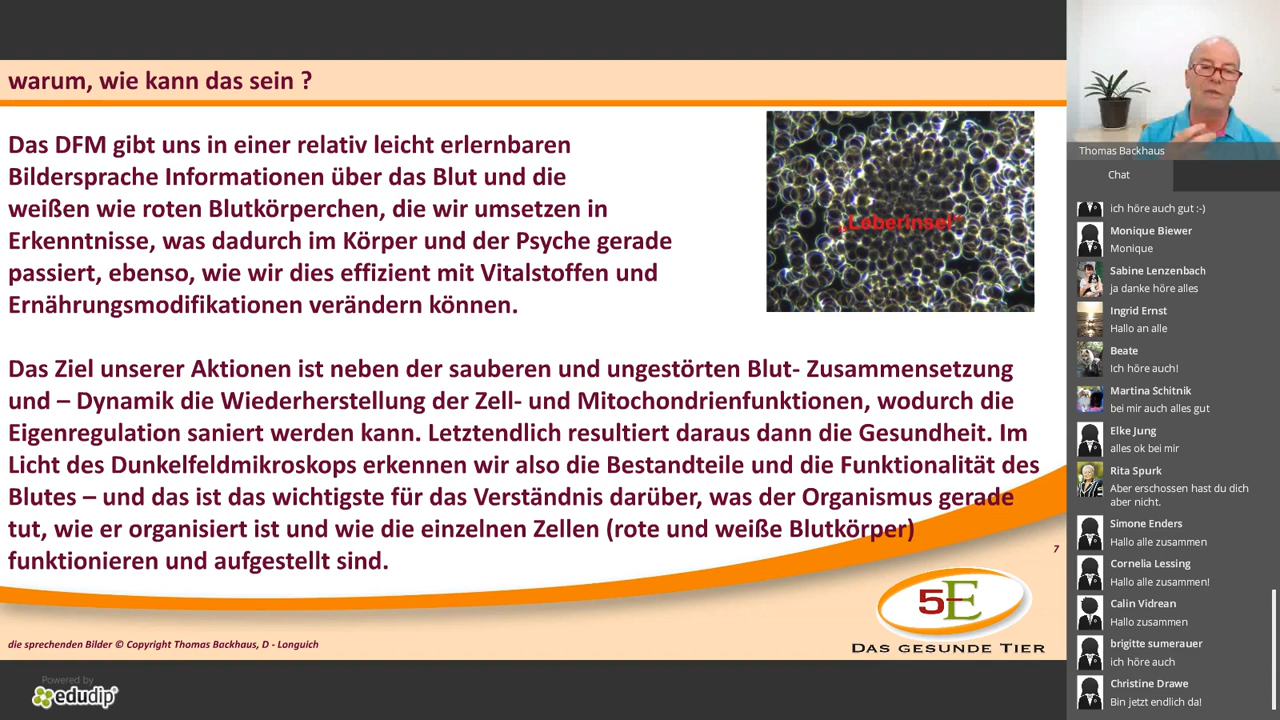 warum, wie kann das sein ?
Das DFM gibt uns in einer relativ leicht erlernbaren
Bildersprache Informationen über das Blut und die
weißen wie roten Blutkörperchen, die wir umsetzen in
Erkenntnisse, was dadurch im Körper und der Psyche gerade
passiert, ebenso, wie wir dies effizient mit Vitalstoffen und
Ernährungsmodifikationen verändern können.
„Leberinsel“
Das Ziel unserer Aktionen ist neben der sauberen und ungestörten Blut- Zusammensetzung
und – Dynamik die Wiederherstellung der Zell- und Mitochondrienfunktionen, wodurch die
Eigenregulation saniert werden kann. Letztendlich resultiert daraus dann die Gesundheit. Im
Licht des Dunkelfeldmikroskops erkennen wir also die Bestandteile und die Funktionalität des
Blutes – und das ist das wichtigste für das Verständnis darüber, was der Organismus gerade
tut, wie er organisiert ist und wie die einzelnen Zellen (rote und weiße Blutkörper)
funktionieren und aufgestellt sind.
7
5E
DAS GESUNDE TIER
die sprechenden Bilder © Copyright Thomas Backhaus, D - Longuich
Powered by
edudip
Thomas Backhaus
Chat
ich höre auch gut :-)
Monique Biewer
Monique
Sabine Lenzenbach
ja danke höre alles
Ingrid Ernst
Hallo an alle
Beate
Ich höre auch!
Martina Schitnik
bei mir auch alles gut
Elke Jung
alles ok bei mir
Rita Spurk
Aber erschossen hast du dich
aber nicht.
Simone Enders
Hallo alle zusammen
Cornelia Lessing
Hallo alle zusammen!
Calin Vidrean
Hallo zusammen
brigitte sumerauer
ich höre auch
Christine Drawe
Bin jetzt endlich da!